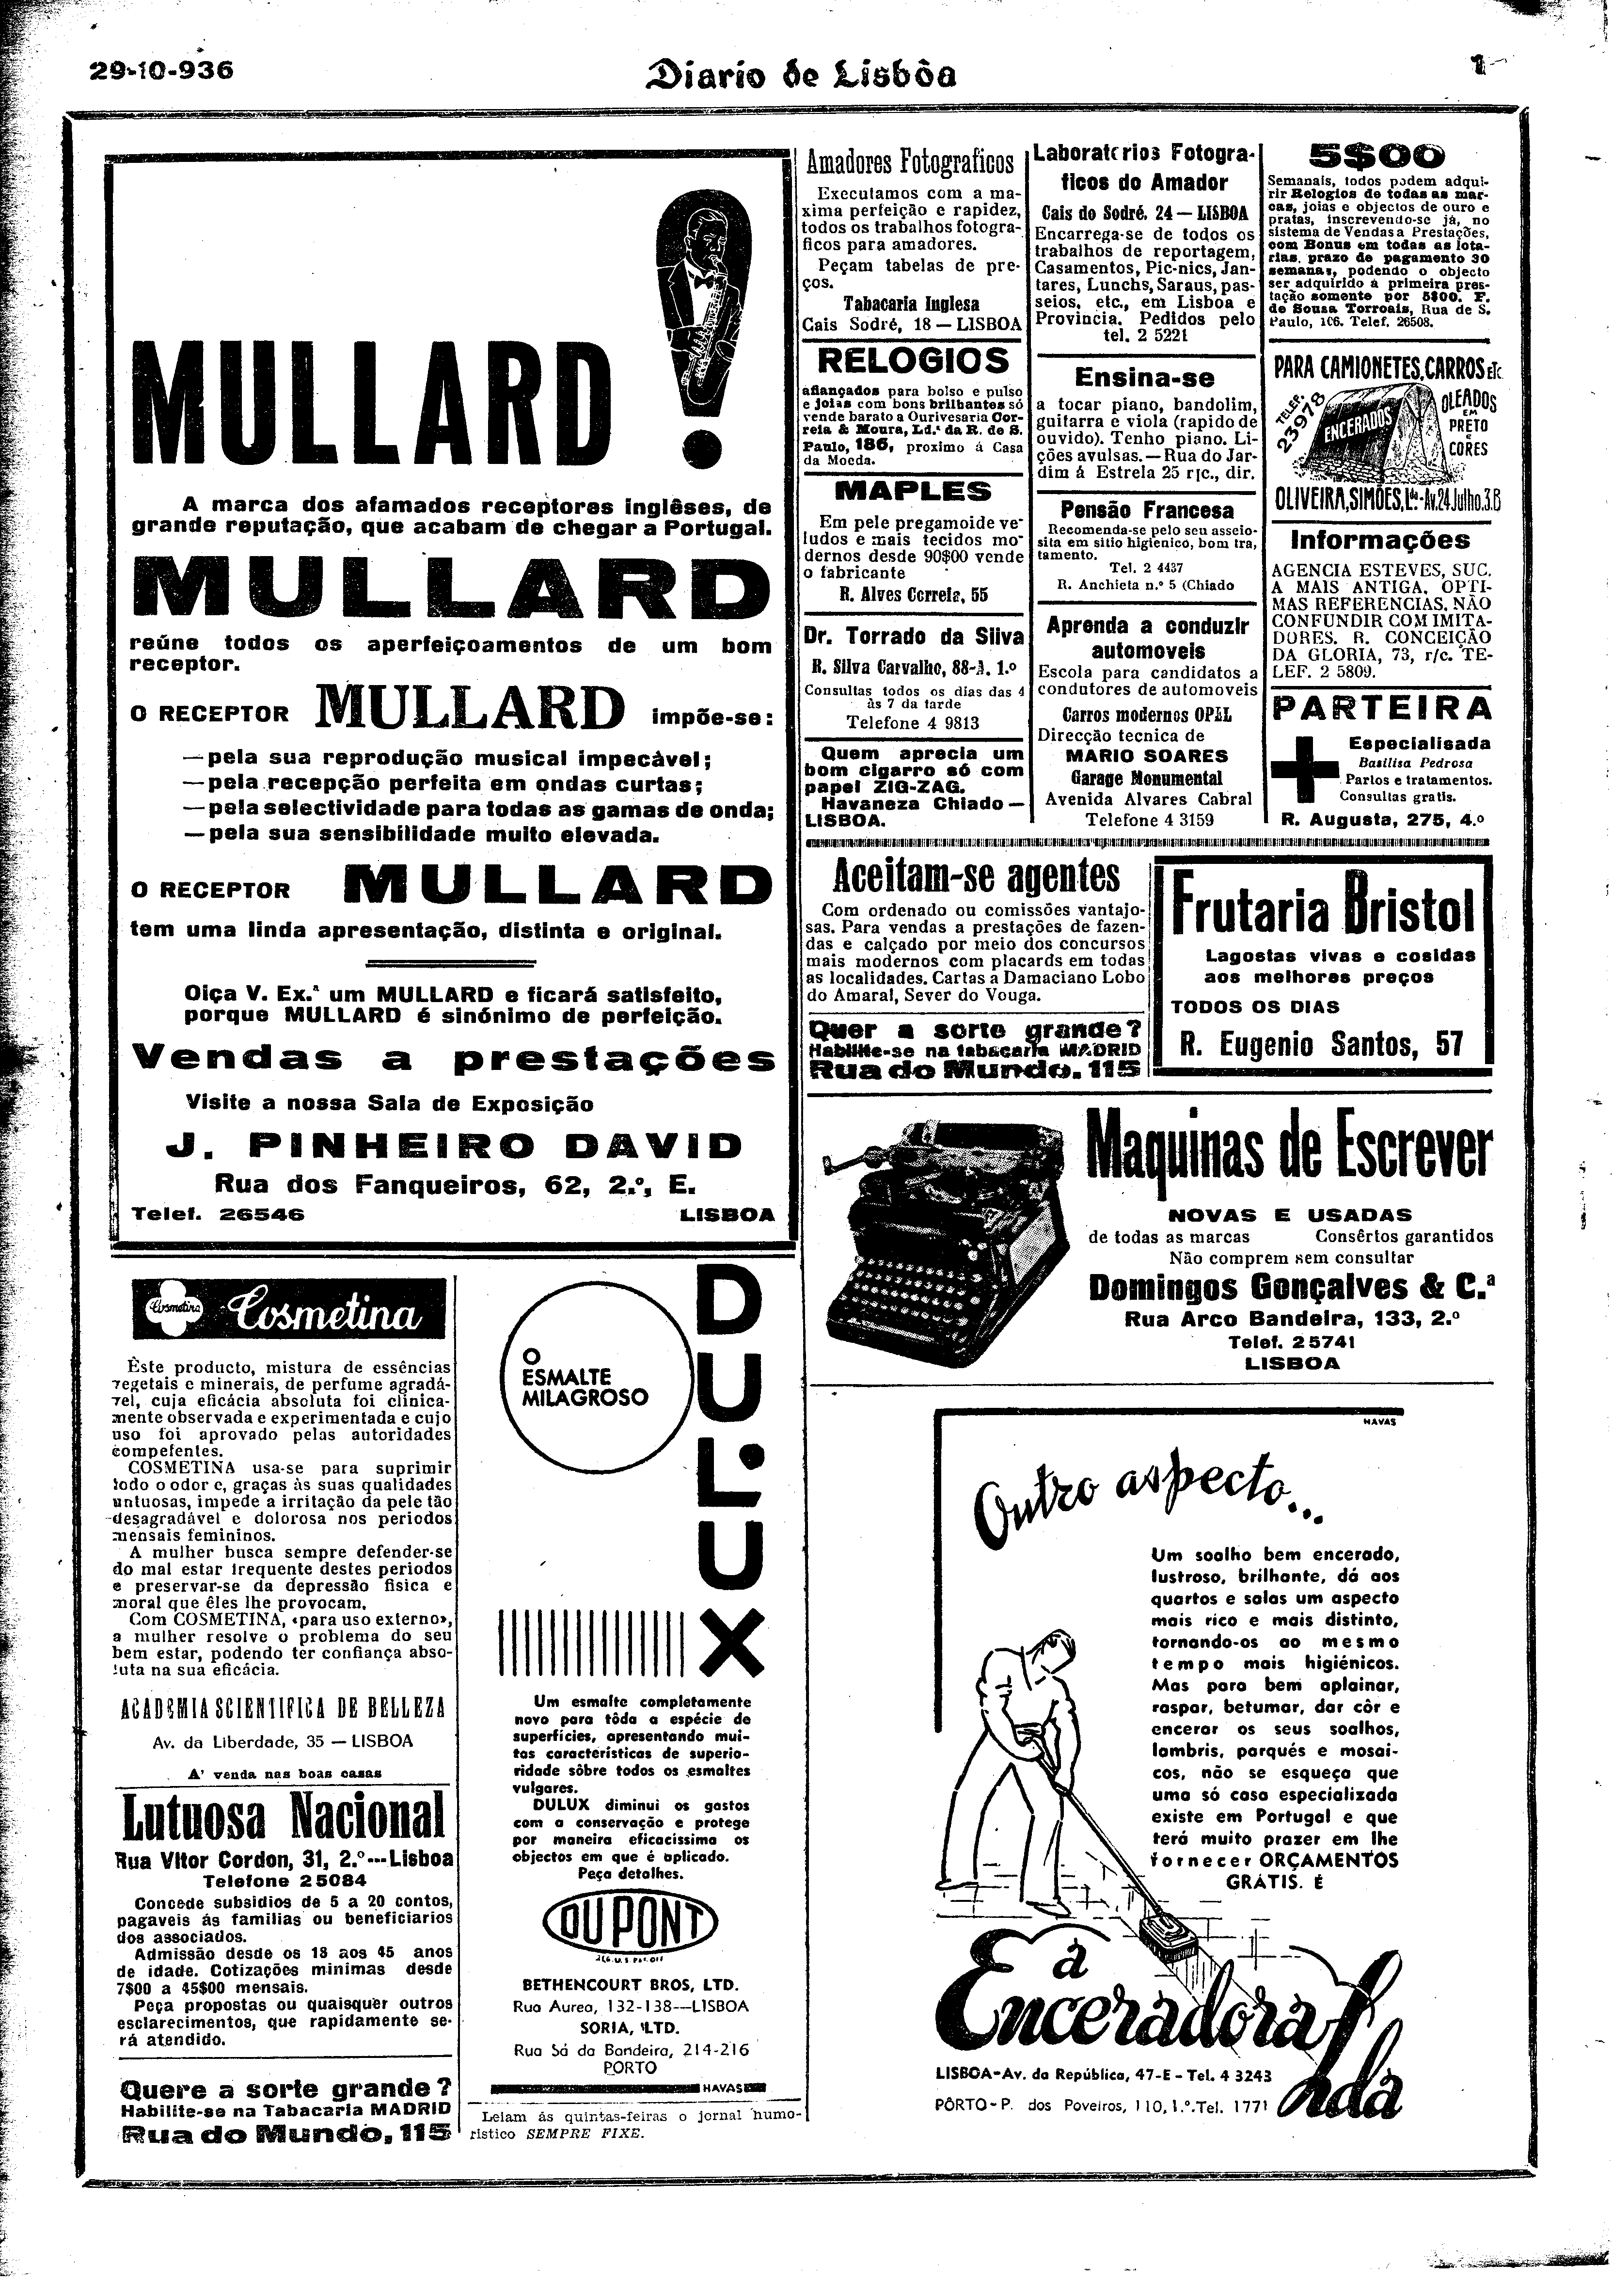 29-10-936
Diario de Lisbôa
MULLARD
A marca dos afamados receptores inglêses, de
grande reputação, que acabam de chegar a Portugal.
MULLARD
reúne todos os aperfeiçoamentos de um bom
receptor.
O RECEPTOR MULLARD impõe-se:
—pela sua reprodução musical impecável;
—pela recepção perfeita em ondas curtas;
—pela selectividade para todas as gamas de onda;
—pela sua sensibilidade muito elevada.
O RECEPTOR MULLARD
tem uma linda apresentação, distinta e original.
Oiça V. Ex.ª um MULLARD e ficará satisfeito,
porque MULLARD é sinónimo de perfeição.
Vendas a prestações
Visite a nossa Sala de Exposição
J. PINHEIRO DAVID
Rua dos Fanqueiros, 62, 2.º, E.
Telef. 26546 LISBOA
Amadores Fotograficos
Executamos com a ma-
xima perfeição e rapidez,
todos os trabalhos fotogra-
ficos para amadores.
Peçam tabelas de pre-
ços.
Tabacaria Inglesa
Cais Sodré, 18 — LISBOA
RELOGIOS
afiançados para bolso e pulso
e joias com bons brilhantes só
vende barato a Ourivesaria Cor-
reia & Moura, Ld.ª da R. de S.
Paulo, 186, proximo á Casa
da Moeda.
MAPLES
Em pele pregamoide ve-
ludos e mais tecidos mo-
dernos desde 90$00 vende
o fabricante
R. Alves Correia, 55
Dr. Torrado da Silva
R. Silva Carvalho, 88-A. 1.º
Consultas todos os dias das 4
às 7 da tarde
Telefone 4 9813
Quem aprecia um
bom cigarro só com
papel ZIG-ZAG.
Havaneza Chiado —
LISBOA.
Laboratorios Fotogra-
ficos do Amador
Cais do Sodré, 24 — LISBOA
Encarrega-se de todos os
trabalhos de reportagem,
Casamentos, Pic-nics, Jan-
tares, Lunchs, Saraus, pas-
seios, etc., em Lisboa e
Provincia. Pedidos pelo
tel. 2 5221
Ensina-se
a tocar piano, bandolim,
guitarra e viola (rapido de
ouvido). Tenho piano. Li-
ções avulsas. — Rua do Jar-
dim á Estrela 25 r|c., dir.
Pensão Francesa
Recomenda-se pelo seu asseio-
sita em sitio higienico, bom tra,
tamento.
Tel. 2 4437
R. Anchieta n.º 5 (Chiado
Aprenda a conduzir
automoveis
Escola para candidatos a
condutores de automoveis
Carros modernos OPEL
Direcção tecnica de
MARIO SOARES
Garage Monumental
Avenida Alvares Cabral
Telefone 4 3159
5$00
Semanais, todos podem adqui-
rir Relogios de todas as mar-
cas, joias e objectos de ouro e
pratas, inscrevendo-se já, no
sistema de Vendas a Prestações,
com Bonus em todas as lota-
rias. prazo de pagamento 30
semanas, podendo o objecto
ser adquirido á primeira pres-
tação somente por 5$00. F.
de Sousa Torroais, Rua de S.
Paulo, 106. Telef. 26508.
PARA CAMIONETES, CARROS ETC.
TELEF. 23978
ENCERADOS
OLEADOS
EM
PRETO
E
CORES
OLIVEIRA, SIMÕES, Lda.-Av. 24 Julho. 3.B
Informações
AGENCIA ESTEVES, SUC.
A MAIS ANTIGA. OPTI-
MAS REFERENCIAS. NÃO
CONFUNDIR COM IMITA-
DORES. R. CONCEIÇÃO
DA GLORIA, 73, r/c. TE-
LEF. 2 5809.
PARTEIRA
Especialisada
Basilisa Pedrosa
Partos e tratamentos.
Consultas gratis.
R. Augusta, 275, 4.º
Aceitam-se agentes
Com ordenado ou comissões vantajo-
sas. Para vendas a prestações de fazen-
das e calçado por meio dos concursos
mais modernos com placards em todas
as localidades. Cartas a Damaciano Lobo
do Amaral, Sever do Vouga.
Quer a sorte grande?
Habilite-se na tabacaria MADRID
Rua do Mundo, 115
Frutaria Bristol
Lagostas vivas e cosidas
aos melhores preços
TODOS OS DIAS
R. Eugenio Santos, 57
Maquinas de Escrever
NOVAS E USADAS
de todas as marcas Consêrtos garantidos
Não comprem sem consultar
Domingos Gonçalves & C.ª
Rua Arco Bandeira, 133, 2.º
Telef. 25741
LISBOA
Cosmetina Cosmetina
Êste producto, mistura de essências
vegetais e minerais, de perfume agradá-
vel, cuja eficácia absoluta foi clinica-
mente observada e experimentada e cujo
uso foi aprovado pelas autoridades
competentes.
COSMETINA usa-se para suprimir
todo o odor e, graças às suas qualidades
untuosas, impede a irritação da pele tão
desagradável e dolorosa nos periodos
mensais femininos.
A mulher busca sempre defender-se
do mal estar frequente destes periodos
e preservar-se da depressão fisica e
moral que êles lhe provocam.
Com COSMETINA, «para uso externo»,
a mulher resolve o problema do seu
bem estar, podendo ter confiança abso-
luta na sua eficácia.
ACADEMIA SCIENTIFICA DE BELLEZA
Av. da Liberdade, 35 — LISBOA
A' venda nas boas casas
Lutuosa Nacional
Rua Vitor Cordon, 31, 2.º---Lisboa
Telefone 25084
Concede subsidios de 5 a 20 contos,
pagaveis ás familias ou beneficiarios
dos associados.
Admissão desde os 18 aos 45 anos
de idade. Cotizações minimas desde
7$00 a 45$00 mensais.
Peça propostas ou quaisquer outros
esclarecimentos, que rapidamente se-
rá atendido.
Quere a sorte grande?
Habilite-se na Tabacaria MADRID
Rua do Mundo, 115
O
ESMALTE
MILAGROSO
DULUX
Um esmalte completamente
novo para tôda a espécie de
superfícies, apresentando mui-
tas características de superio-
ridade sôbre todos os esmaltes
vulgares.
DULUX diminui os gastos
com a conservação e protege
por maneira eficacissima os
objectos em que é aplicado.
Peça detalhes.
DU PONT
REG. U. S. PAT. OFF
BETHENCOURT BROS, LTD.
Rua Aurea, 132-138—LISBOA
SORIA, LTD.
Rua Sá da Bandeira, 214-216
PORTO
HAVAS
Leiam ás quintas-feiras o jornal humo-
rístico SEMPRE FIXE.
HAVAS
Outro aspecto...
Um soalho bem encerado,
lustroso, brilhante, dá aos
quartos e salas um aspecto
mais rico e mais distinto,
tornando-os ao mesmo
tempo mais higiénicos.
Mas para bem aplainar,
raspar, betumar, dar côr e
encerar os seus soalhos,
lambris, parqués e mosai-
cos, não se esqueça que
uma só casa especializada
existe em Portugal e que
terá muito prazer em lhe
fornecer ORÇAMENTOS
GRÁTIS. É
a
Enceradora Lda
LISBOA-Av. da República, 47-E - Tel. 4 3243
PÔRTO - P. dos Poveiros, 110, 1.º. Tel. 1771